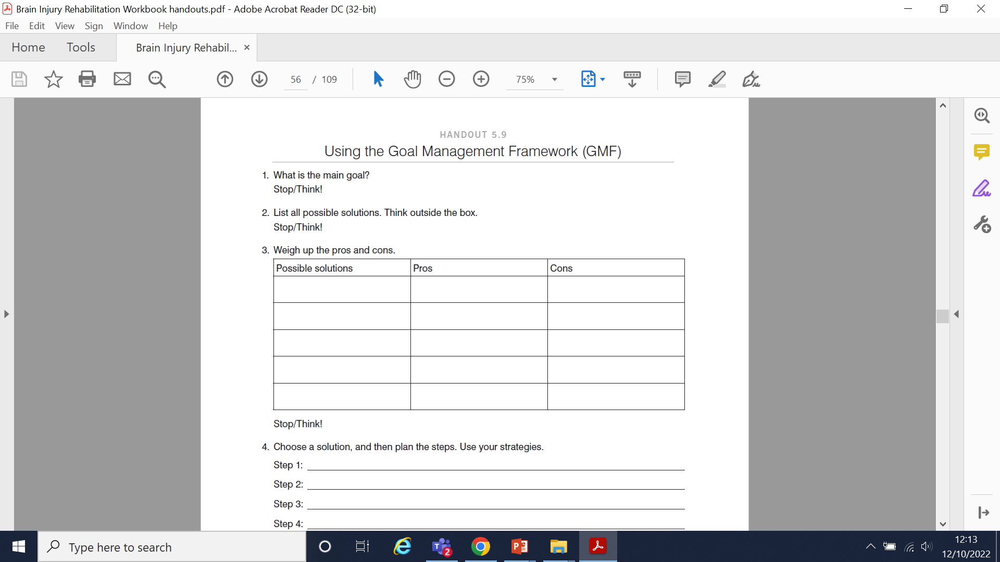 Brain Injury Rehabilitation Workbook handouts.pdf - Adobe Acrobat Reader DC (32-bit)
File Edit View Sign Window Help
Home Tools Brain Injury Rehabil... ×
56 / 109 75%
HANDOUT 5.9
Using the Goal Management Framework (GMF)
1. What is the main goal?
Stop/Think!
2. List all possible solutions. Think outside the box.
Stop/Think!
3. Weigh up the pros and cons.
Possible solutions Pros Cons
Stop/Think!
4. Choose a solution, and then plan the steps. Use your strategies.
Step 1:
Step 2:
Step 3:
Step 4:
Type here to search
2
12:13
12/10/2022